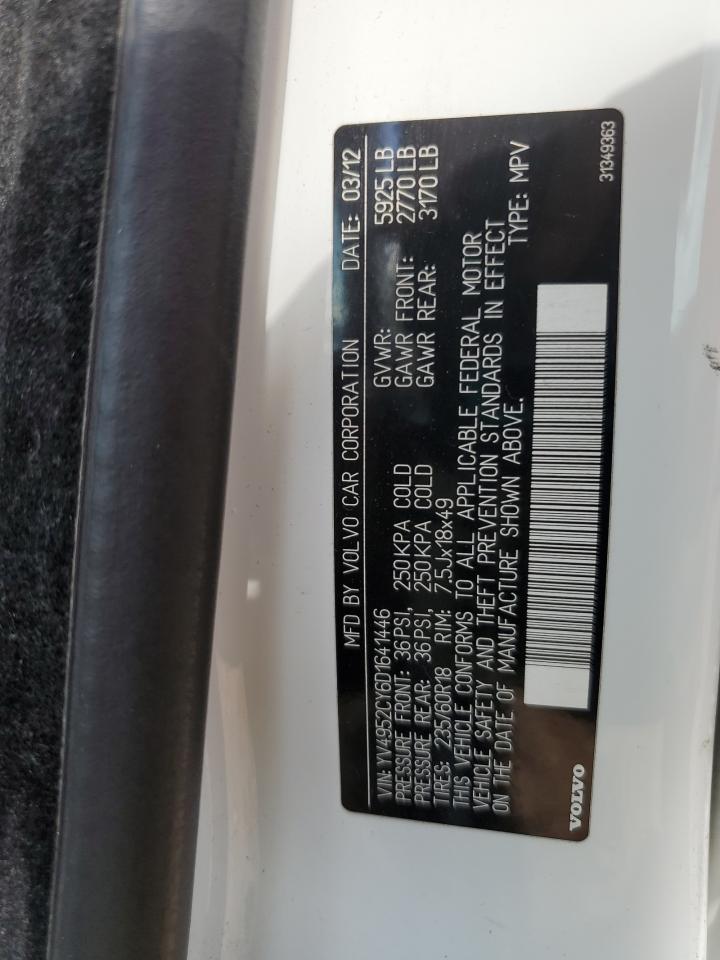 MFD BY VOLVO CAR CORPORATION DATE: 03/12
VIN: YV4952CY6D1641446 GVWR: 5925 LB
PRESSURE FRONT: 36PSI, 250KPA COLD GAWR FRONT: 2770 LB
PRESSURE REAR: 36PSI, 250KPA COLD GAWR REAR: 3170 LB
TIRES: 235/60R18 RIM: 7.5Jx18x49
THIS VEHICLE CONFORMS TO ALL APPLICABLE FEDERAL MOTOR
VEHICLE SAFETY AND THEFT PREVENTION STANDARDS IN EFFECT
ON THE DATE OF MANUFACTURE SHOWN ABOVE. TYPE: MPV
VOLVO 31349363